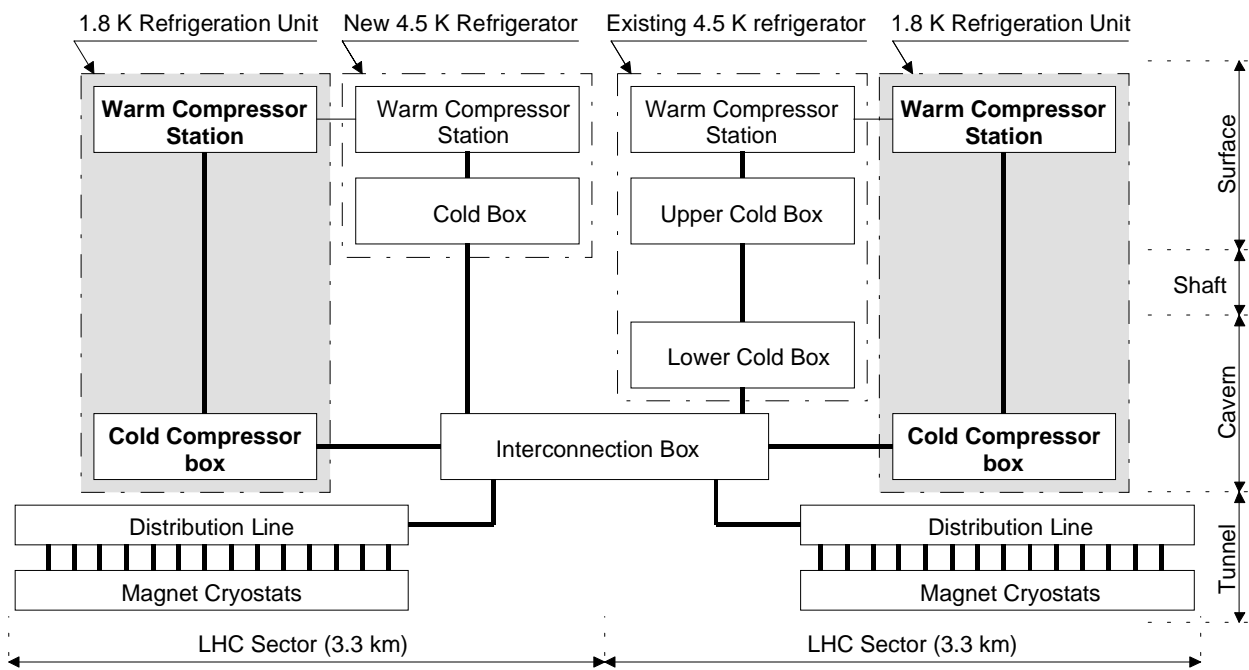 1.8 K Refrigeration Unit
New 4.5 K Refrigerator
Existing 4.5 K refrigerator
1.8 K Refrigeration Unit
Warm Compressor
Station
Warm Compressor
Station
Warm Compressor
Station
Warm Compressor
Station
Surface
Cold Box
Upper Cold Box
Shaft
Lower Cold Box
Cavern
Cold Compressor
box
Interconnection Box
Cold Compressor
box
Distribution Line
Distribution Line
Tunnel
Magnet Cryostats
Magnet Cryostats
LHC Sector (3.3 km)
LHC Sector (3.3 km)